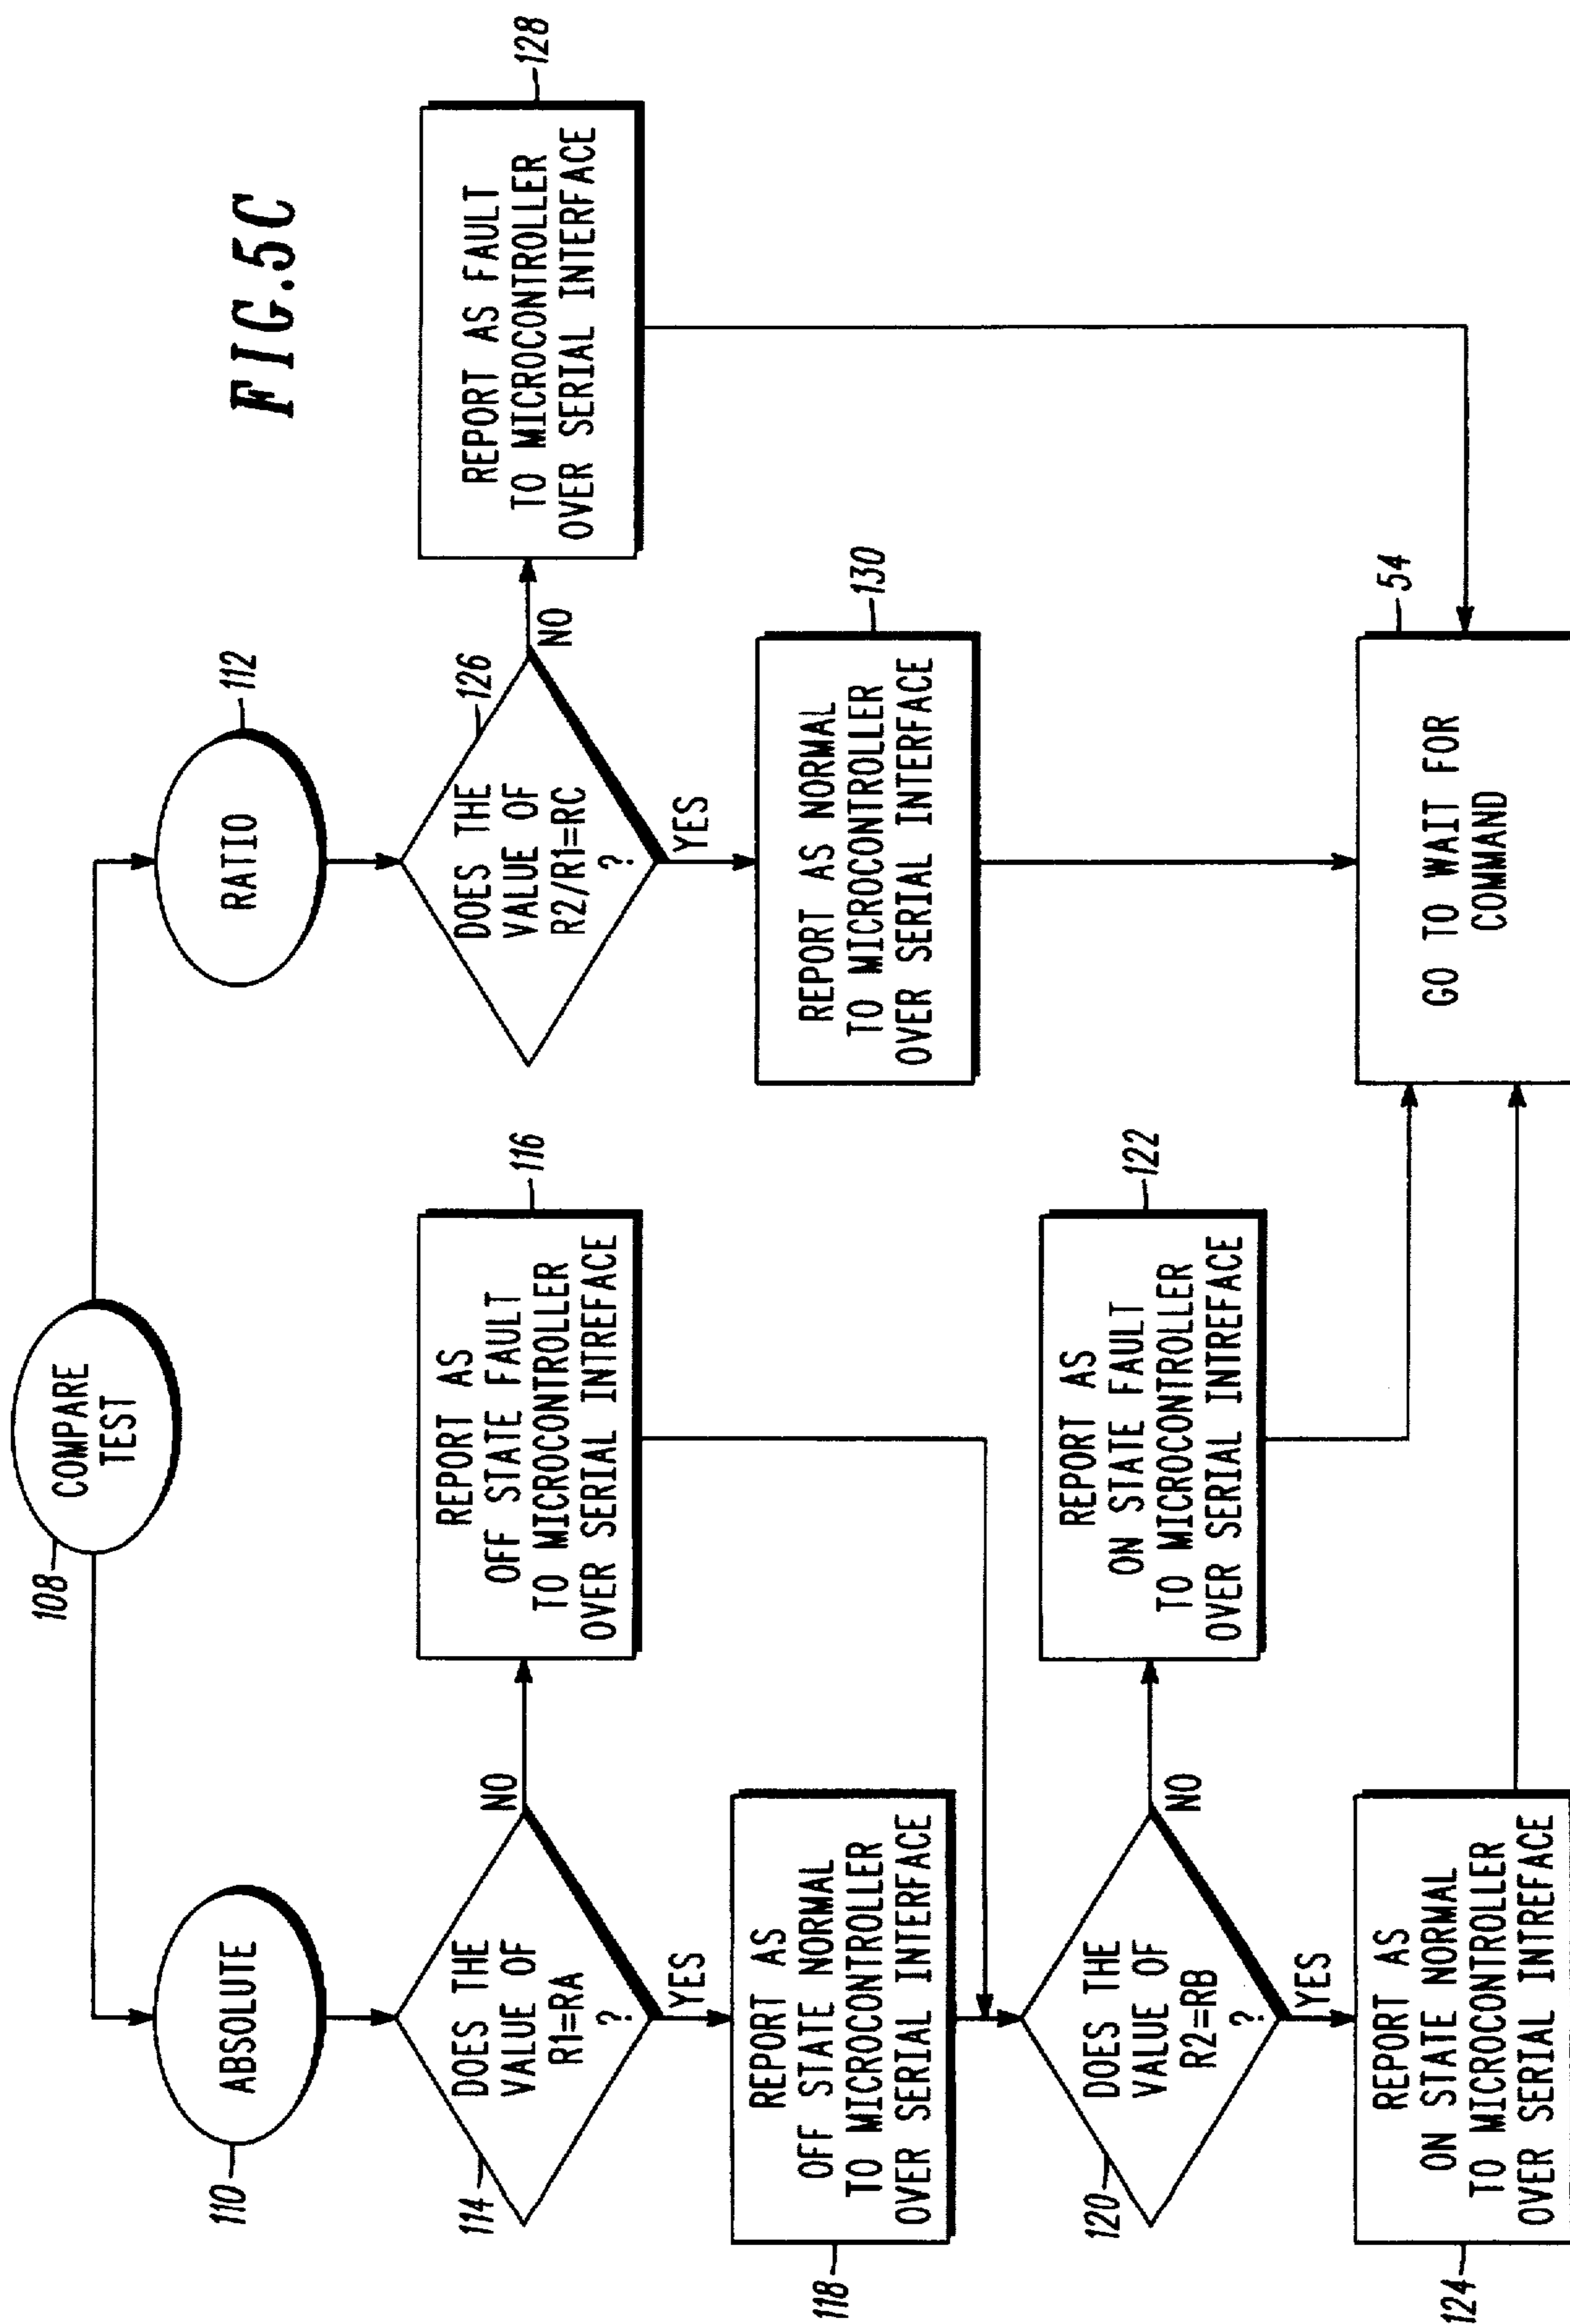 FIG.5C
108
COMPARE
TEST
110
ABSOLUTE
112
RATIO
114
DOES THE
VALUE OF
R1=RA
?
NO
YES
116
REPORT AS
OFF STATE FAULT
TO MICROCONTROLLER
OVER SERIAL INTREFACE
126
DOES THE
VALUE OF
R2/R1=RC
?
NO
YES
128
REPORT AS FAULT
TO MICROCONTROLLER
OVER SERIAL INTERFACE
118
REPORT AS
OFF STATE NORMAL
TO MICROCONTROLLER
OVER SERIAL INTERFACE
130
REPORT AS NORMAL
TO MICROCONTROLLER
OVER SERIAL INTERFACE
120
DOES THE
VALUE OF
R2=RB
?
NO
YES
122
REPORT AS
ON STATE FAULT
TO MICROCONTROLLER
OVER SERIAL INTREFACE
124
REPORT AS
ON STATE NORMAL
TO MICROCONTROLLER
OVER SERIAL INTREFACE
54
GO TO WAIT FOR
COMMAND